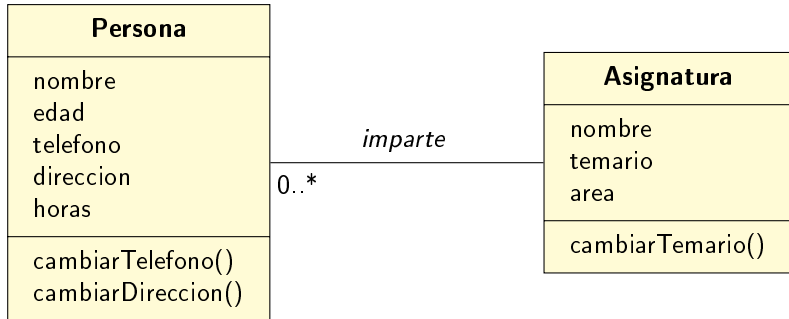 Persona
nombre
edad
telefono
direccion
horas
cambiarTelefono()
cambiarDireccion()
imparte
0..*
Asignatura
nombre
temario
area
cambiarTemario()